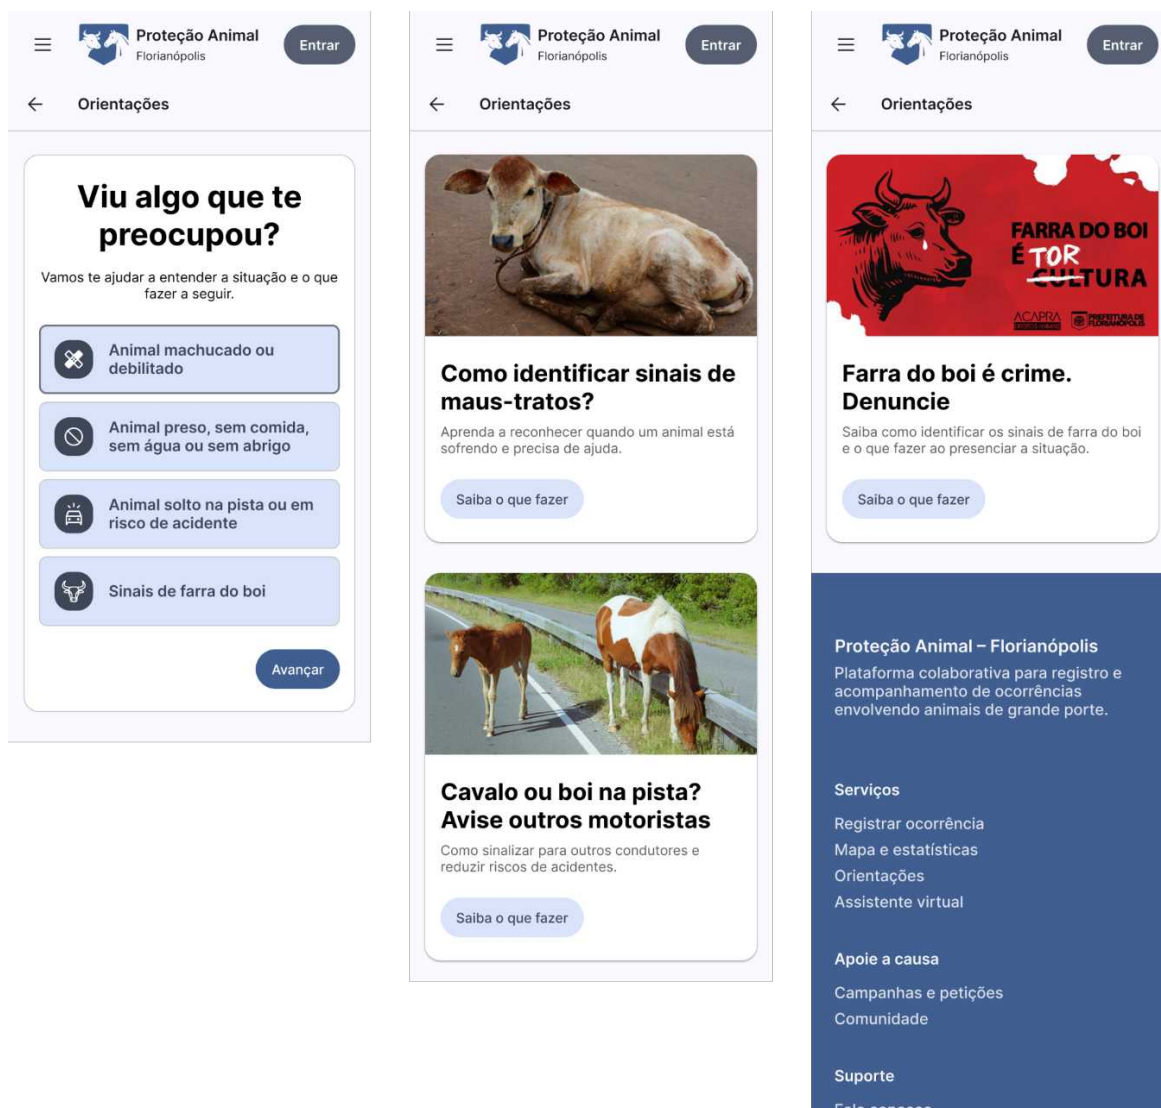 Proteção Animal
Florianópolis
Entrar
Orientações
Viu algo que te
preocupou?
Vamos te ajudar a entender a situação e o que
fazer a seguir.
Animal machucado ou
debilitado
Animal preso, sem comida,
sem água ou sem abrigo
Animal solto na pista ou em
risco de acidente
Sinais de farra do boi
Avançar
Proteção Animal
Florianópolis
Entrar
Orientações
Como identificar sinais de
maus-tratos?
Aprenda a reconhecer quando um animal está
sofrendo e precisa de ajuda.
Saiba o que fazer
Cavalo ou boi na pista?
Avise outros motoristas
Como sinalizar para outros condutores e
reduzir riscos de acidentes.
Saiba o que fazer
Proteção Animal
Florianópolis
Entrar
Orientações
FARRA DO BOI
É TOR
CULTURA
ACAPRA
PREFEITURA DE
FLORIANÓPOLIS
Farra do boi é crime.
Denuncie
Saiba como identificar os sinais de farra do boi
e o que fazer ao presenciar a situação.
Saiba o que fazer
Proteção Animal – Florianópolis
Plataforma colaborativa para registro e
acompanhamento de ocorrências
envolvendo animais de grande porte.
Serviços
Registrar ocorrência
Mapa e estatísticas
Orientações
Assistente virtual
Apoie a causa
Campanhas e petições
Comunidade
Suporte
Fale conosco